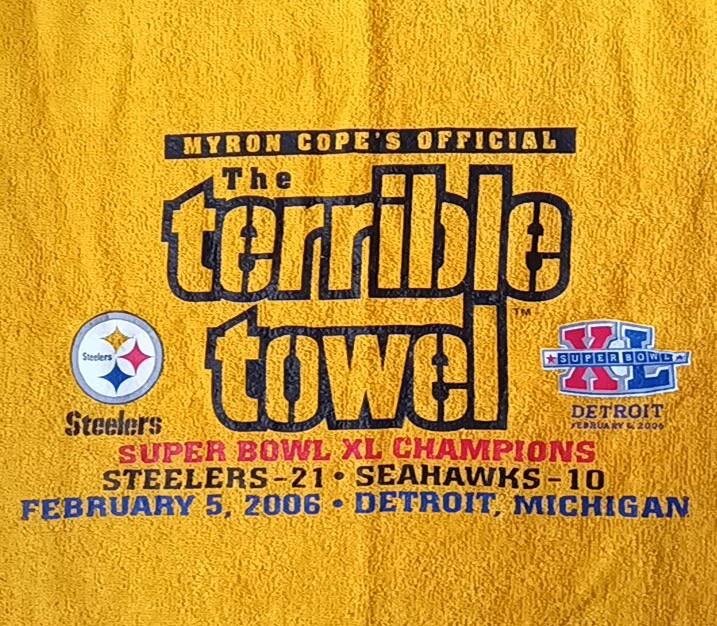 MYRON COPE'S OFFICIAL
The
terrible
towel
TM
Steelers
Steelers
SUPER BOWL
XL
DETROIT
FEBRUARY 5, 2006
SUPER BOWL XL CHAMPIONS
STEELERS-21 • SEAHAWKS-10
FEBRUARY 5, 2006 • DETROIT, MICHIGAN